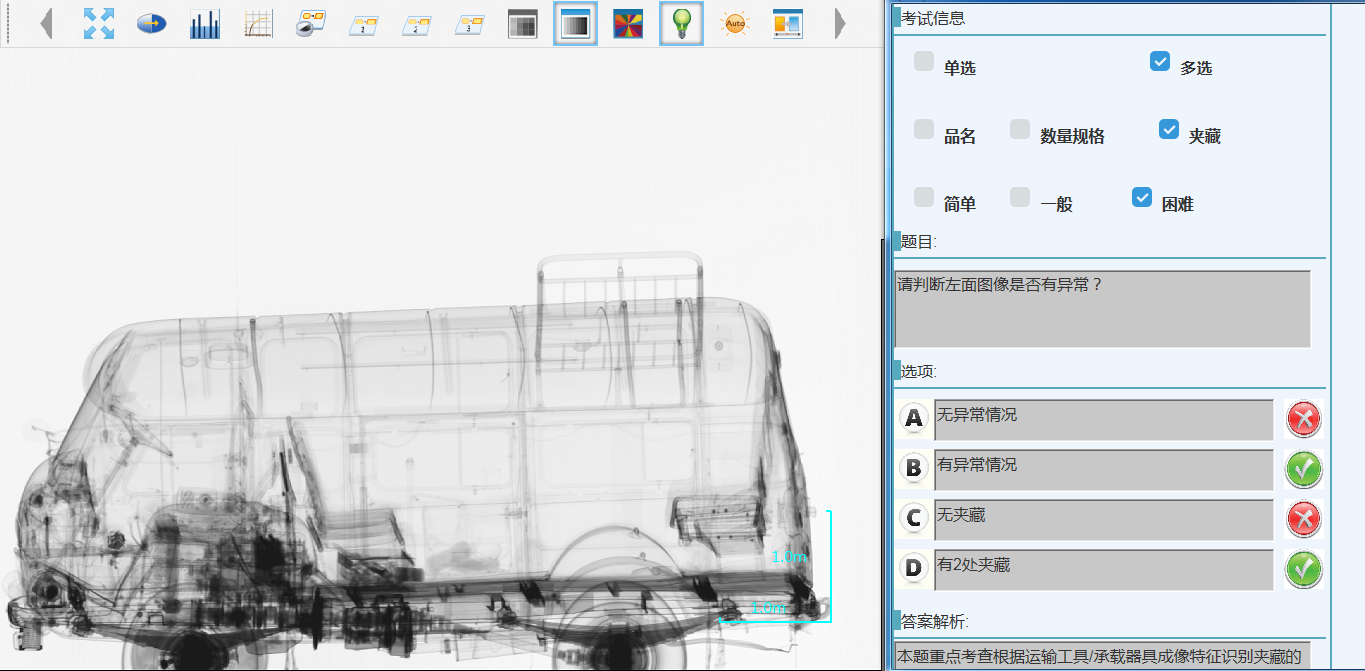 1
2
3
Auto
1.0m
1.0m
考试信息
单选 多选
品名 数量规格 夹藏
简单 一般 困难
题目:
请判断左面图像是否有异常？
选项:
A 无异常情况
B 有异常情况
C 无夹藏
D 有2处夹藏
答案解析:
本题重点考查根据运输工具/承载器具成像特征识别夹藏的